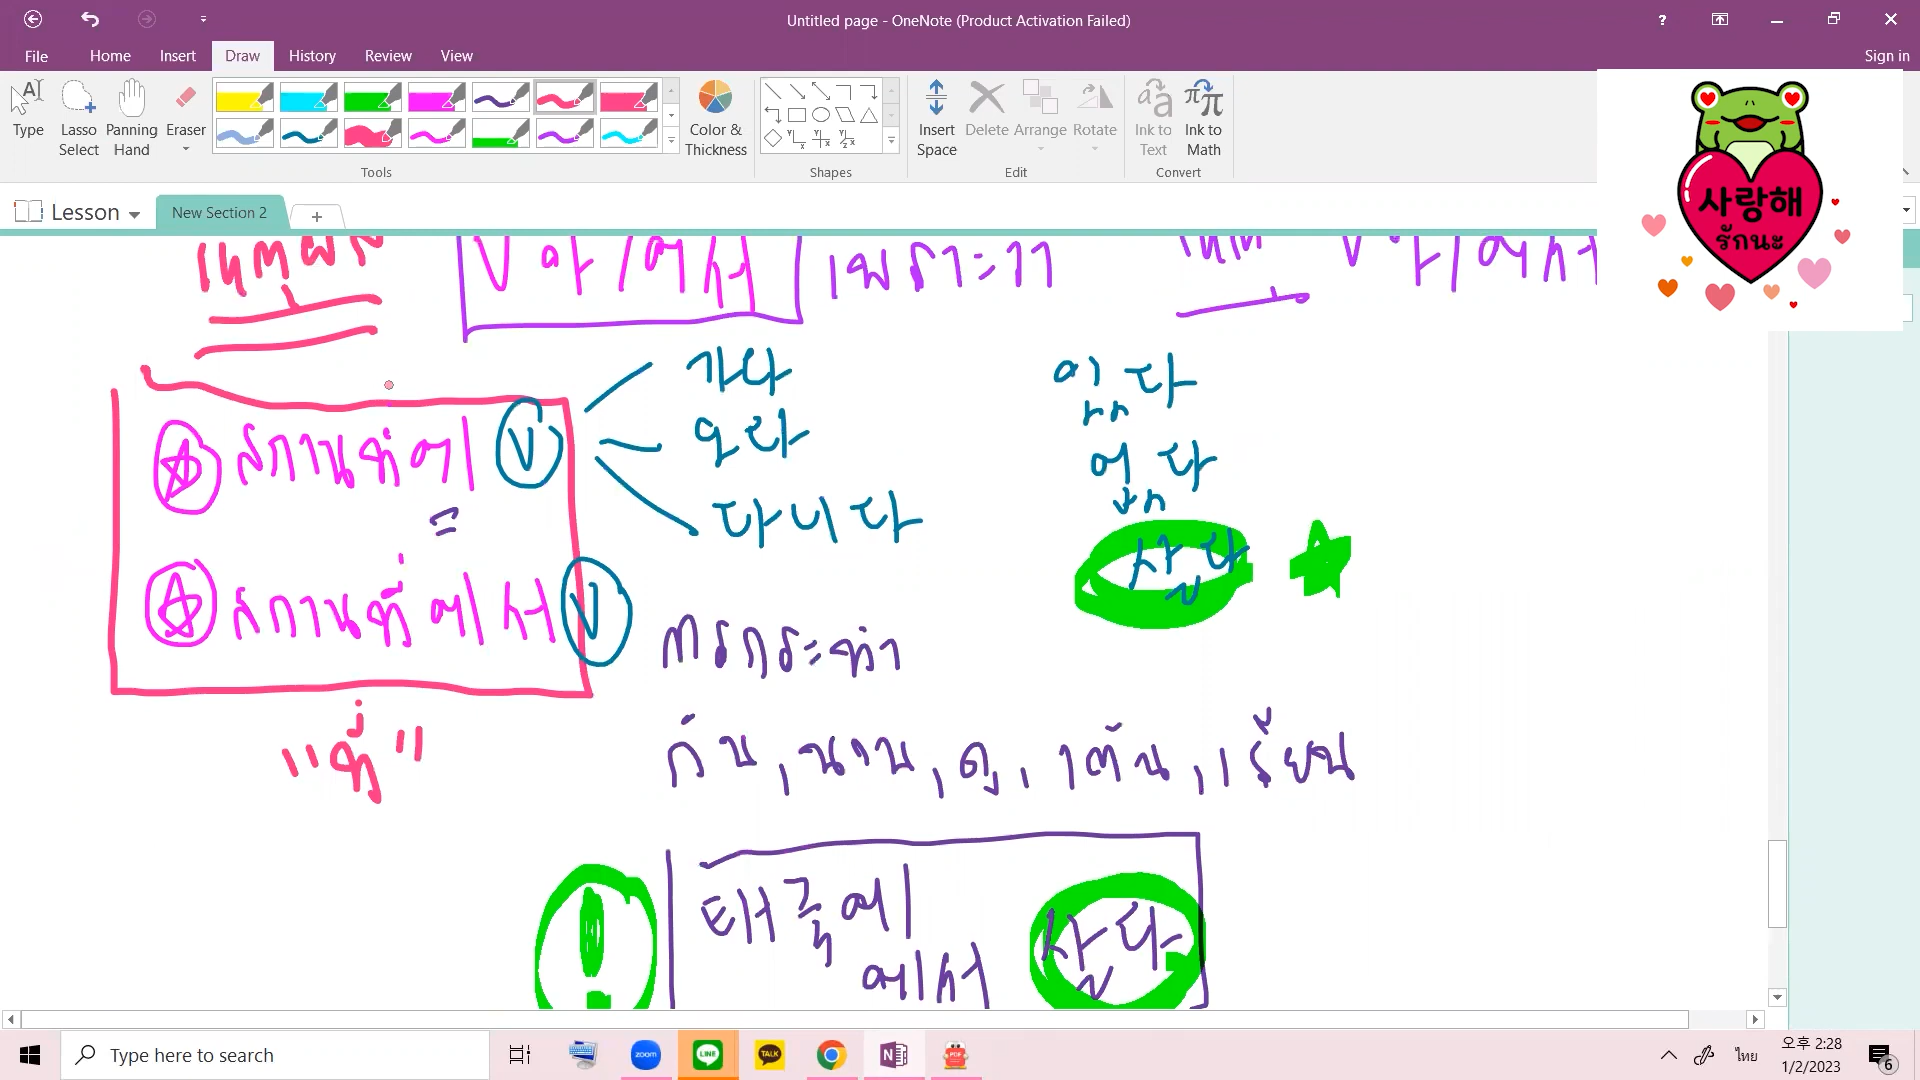 Untitled page - OneNote (Product Activation Failed)
File Home Insert Draw History Review View Sign in
Type Lasso Select Panning Hand Eraser Color & Thickness Insert Space Delete Arrange Rotate Ink to Text Ink to Math
Tools Shapes Edit Convert
Lesson New Section 2
사랑해
รักนะ
เหตุผล V 아/어서 เพราะว่า V 아/어서
가다 있다
สถานที่ 에 V 오다 없다
다니다 살다
สถานที่ 에서 V การกระทำ
"ที่" กิน, นอน, ดู, เต้น, เรียน
! 태국에 살다
에서
Type here to search
zoom LINE TALK PDF ไทย
오후 2:28
1/2/2023
6